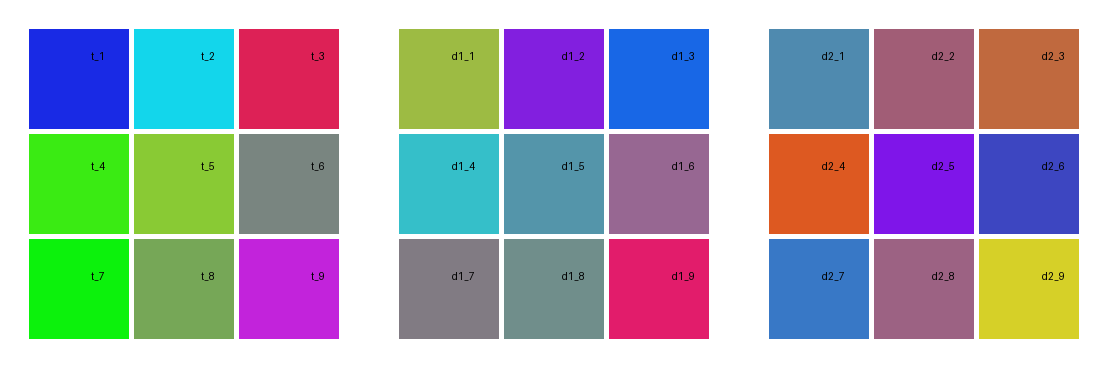 t_1 t_2 t_3 d1_1 d1_2 d1_3 d2_1 d2_2 d2_3
t_4 t_5 t_6 d1_4 d1_5 d1_6 d2_4 d2_5 d2_6
t_7 t_8 t_9 d1_7 d1_8 d1_9 d2_7 d2_8 d2_9